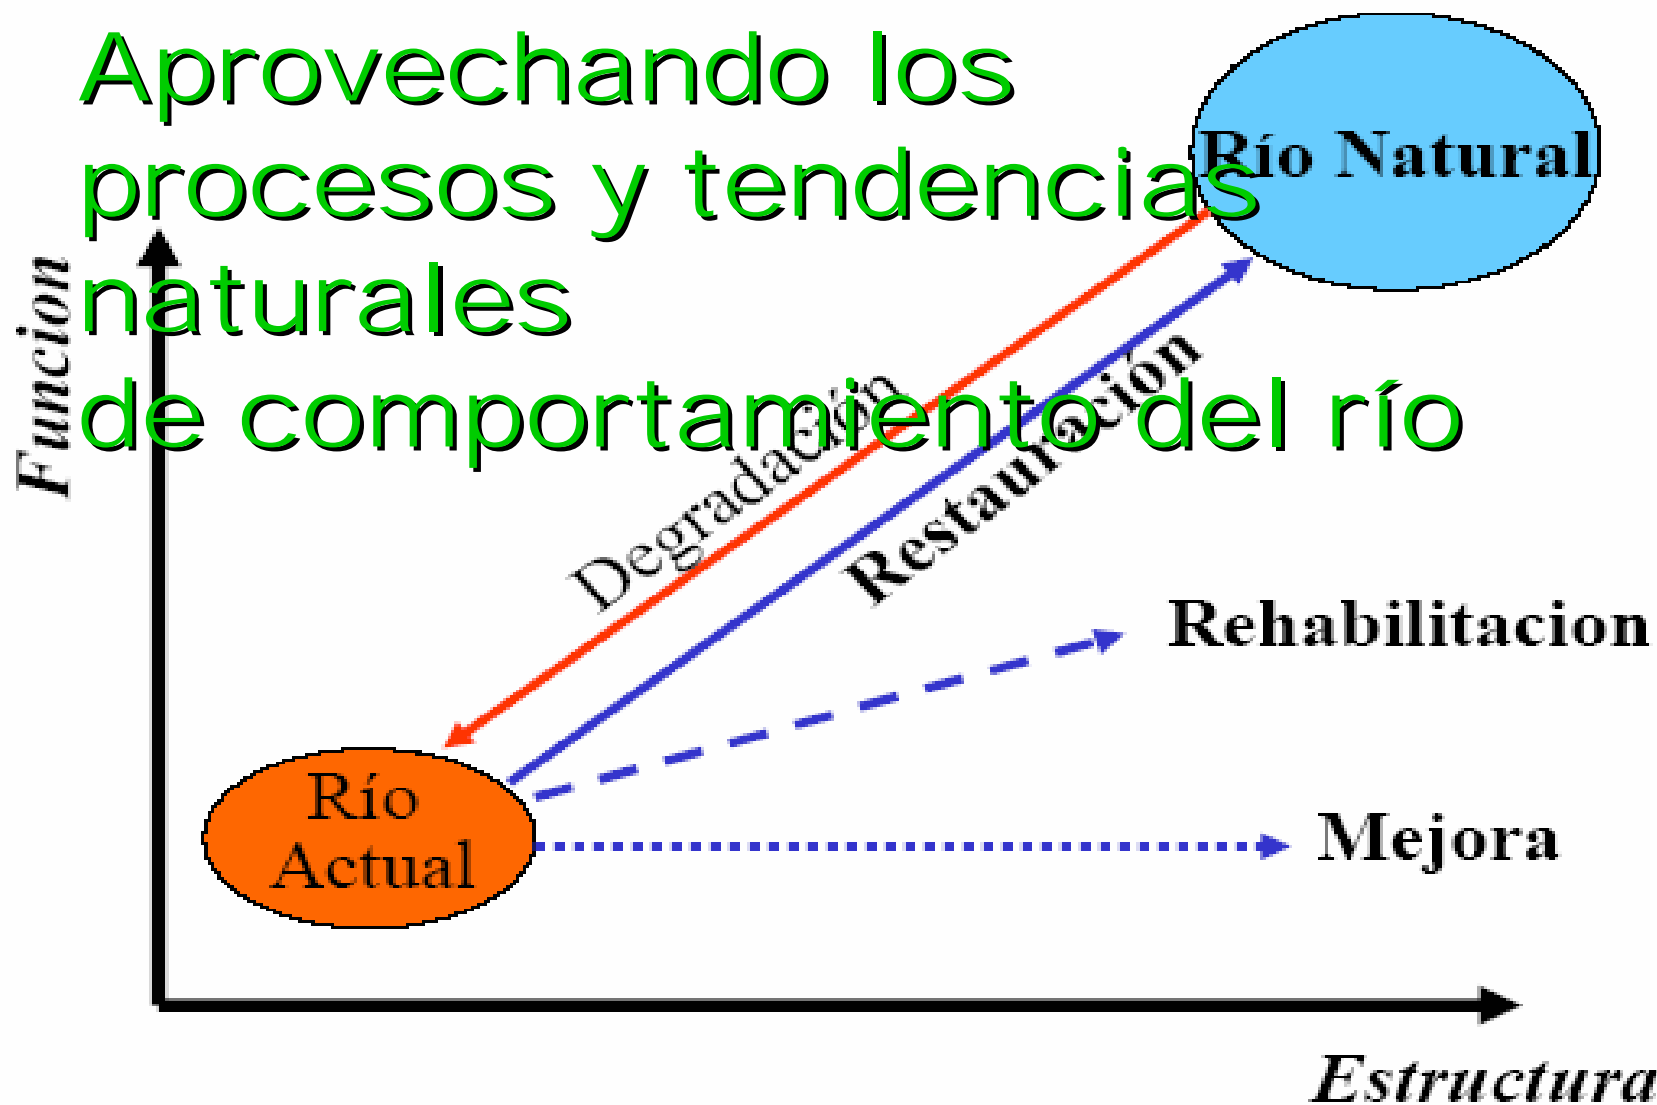 Aprovechando los
procesos y tendencias
naturales
de comportamiento del río
Río Natural
Funcion
Degradación
Restauración
Rehabilitacion
Río
Actual
Mejora
Estructura